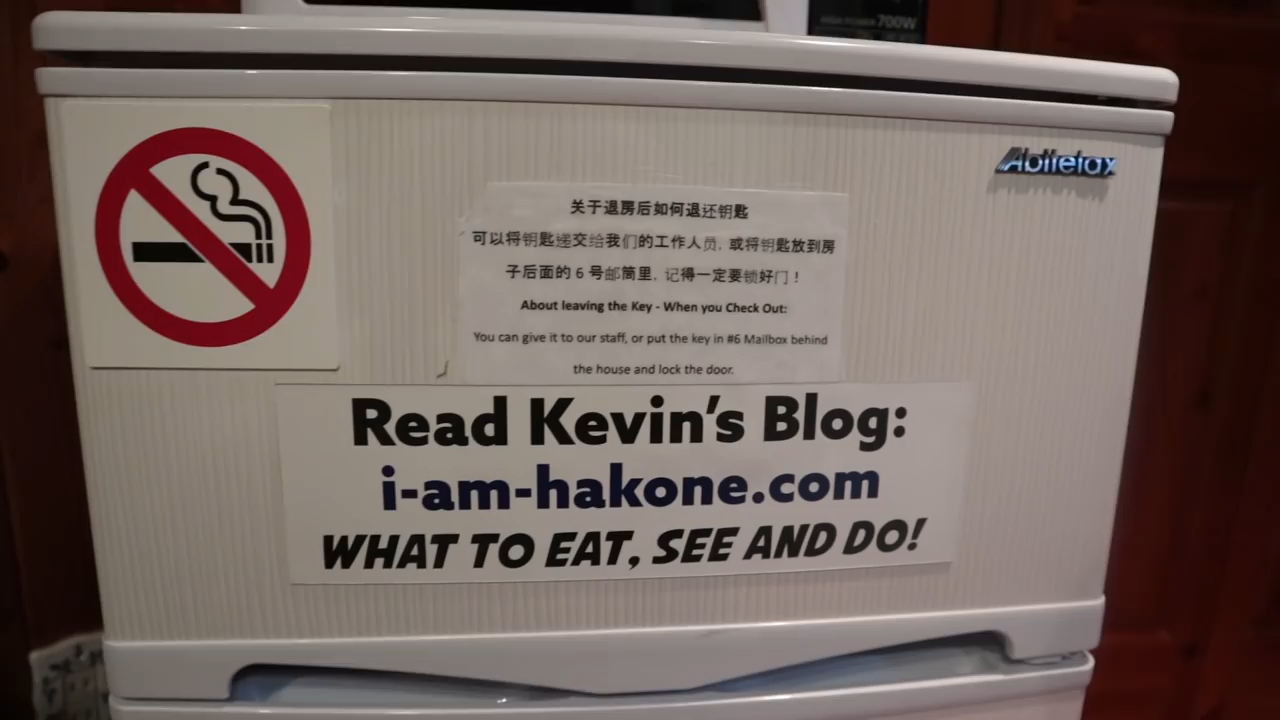 HIGH POWER 700W
Abitelax
关于退房后如何退还钥匙
可以将钥匙递交给我们的工作人员, 或将钥匙放到房
子后面的 6 号邮筒里, 记得一定要锁好门！
About leaving the Key - When you Check Out:
You can give it to our staff, or put the key in #6 Mailbox behind
the house and lock the door.
Read Kevin's Blog:
i-am-hakone.com
WHAT TO EAT, SEE AND DO!